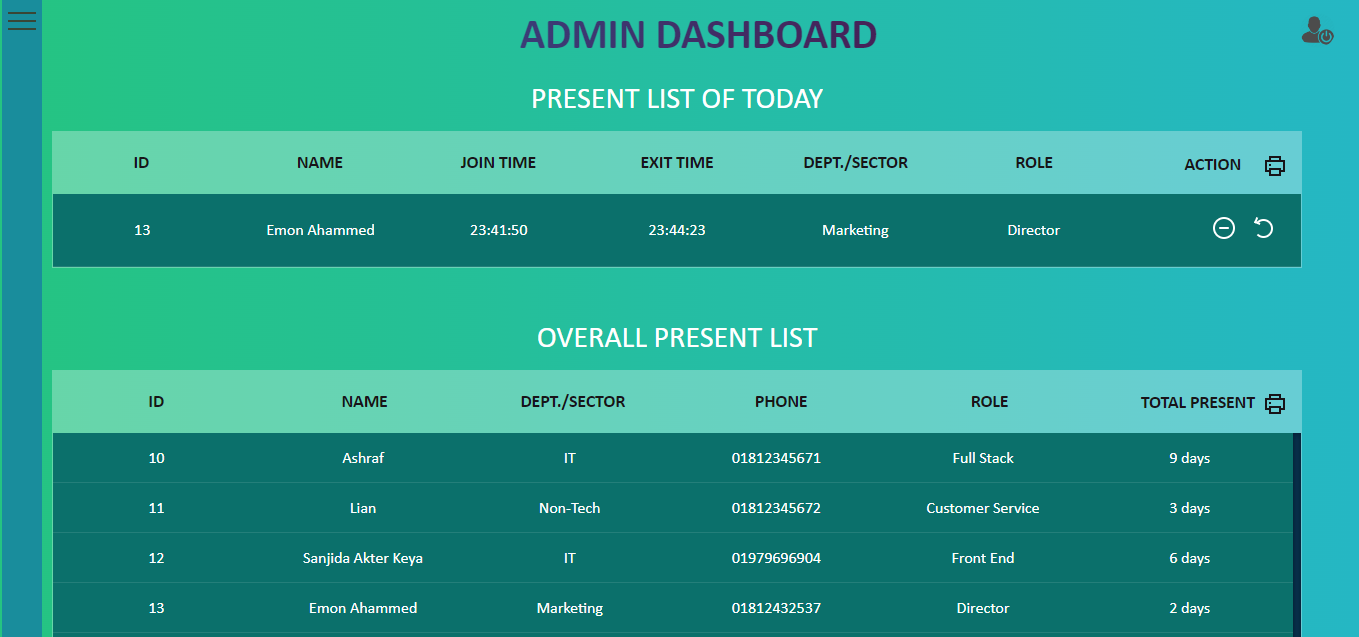 ADMIN DASHBOARD
PRESENT LIST OF TODAY
ID NAME JOIN TIME EXIT TIME DEPT./SECTOR ROLE ACTION
13 Emon Ahammed 23:41:50 23:44:23 Marketing Director
OVERALL PRESENT LIST
ID NAME DEPT./SECTOR PHONE ROLE TOTAL PRESENT
10 Ashraf IT 01812345671 Full Stack 9 days
11 Lian Non-Tech 01812345672 Customer Service 3 days
12 Sanjida Akter Keya IT 01979696904 Front End 6 days
13 Emon Ahammed Marketing 01812432537 Director 2 days